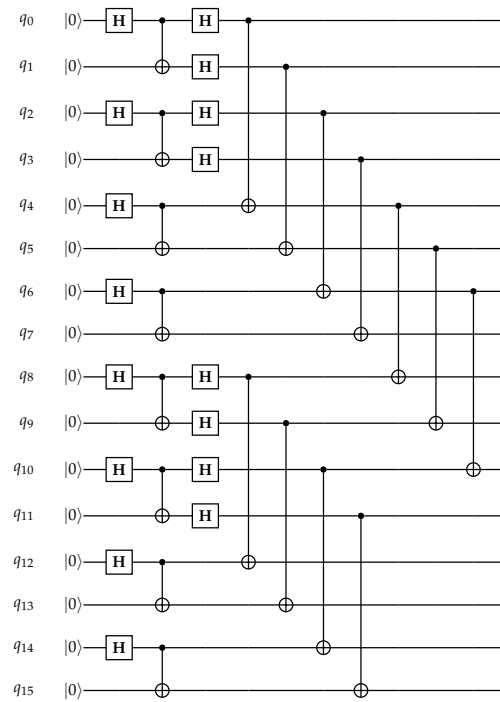 q0 |0⟩ H H
q1 |0⟩ H
q2 |0⟩ H H
q3 |0⟩ H
q4 |0⟩ H
q5 |0⟩
q6 |0⟩ H
q7 |0⟩
q8 |0⟩ H H
q9 |0⟩ H
q10 |0⟩ H H
q11 |0⟩ H
q12 |0⟩ H
q13 |0⟩
q14 |0⟩ H
q15 |0⟩